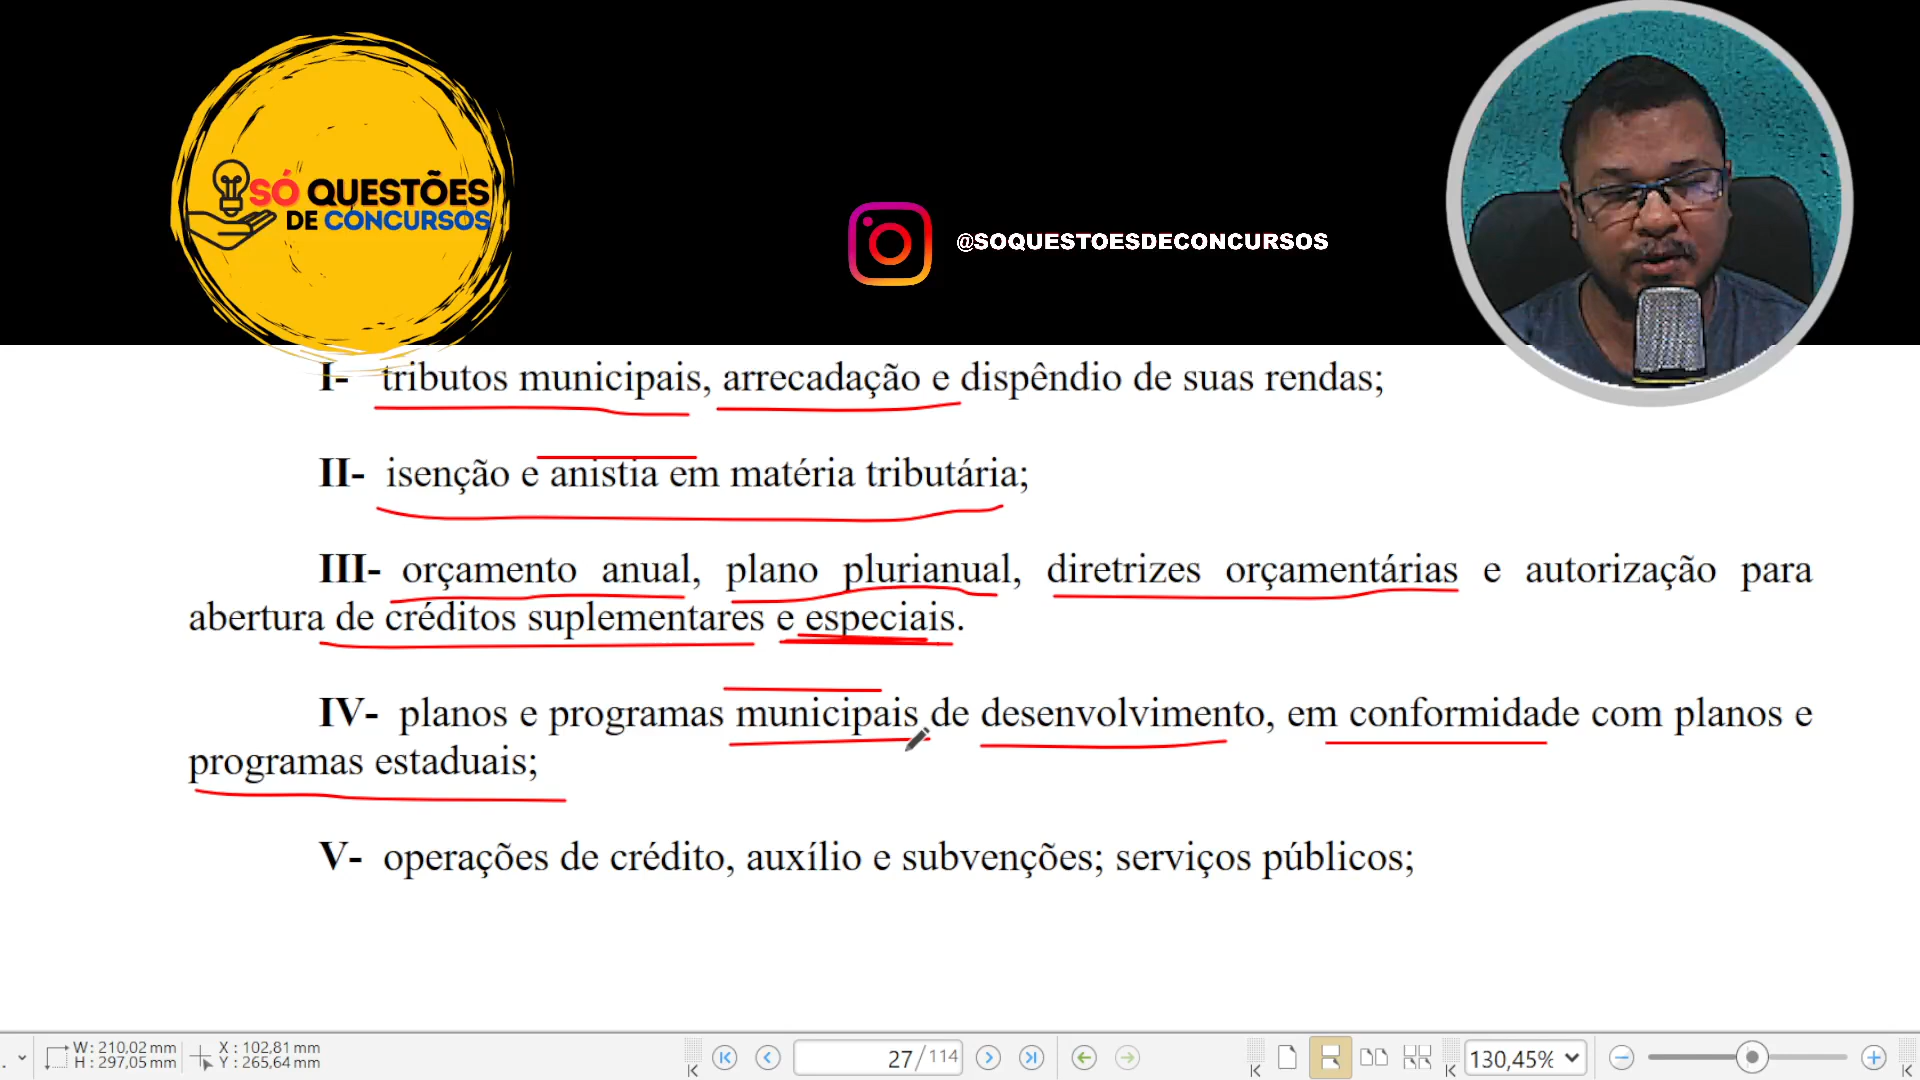 SÓ QUESTÕES
DE CONCURSOS
@SOQUESTOESDECONCURSOS
I- tributos municipais, arrecadação e dispêndio de suas rendas;
II- isenção e anistia em matéria tributária;
III- orçamento anual, plano plurianual, diretrizes orçamentárias e autorização para
abertura de créditos suplementares e especiais.
IV- planos e programas municipais de desenvolvimento, em conformidade com planos e
programas estaduais;
V- operações de crédito, auxílio e subvenções; serviços públicos;
W: 210,02 mm
H: 297,05 mm
X : 102,81 mm
Y : 265,64 mm
27/114
130,45%